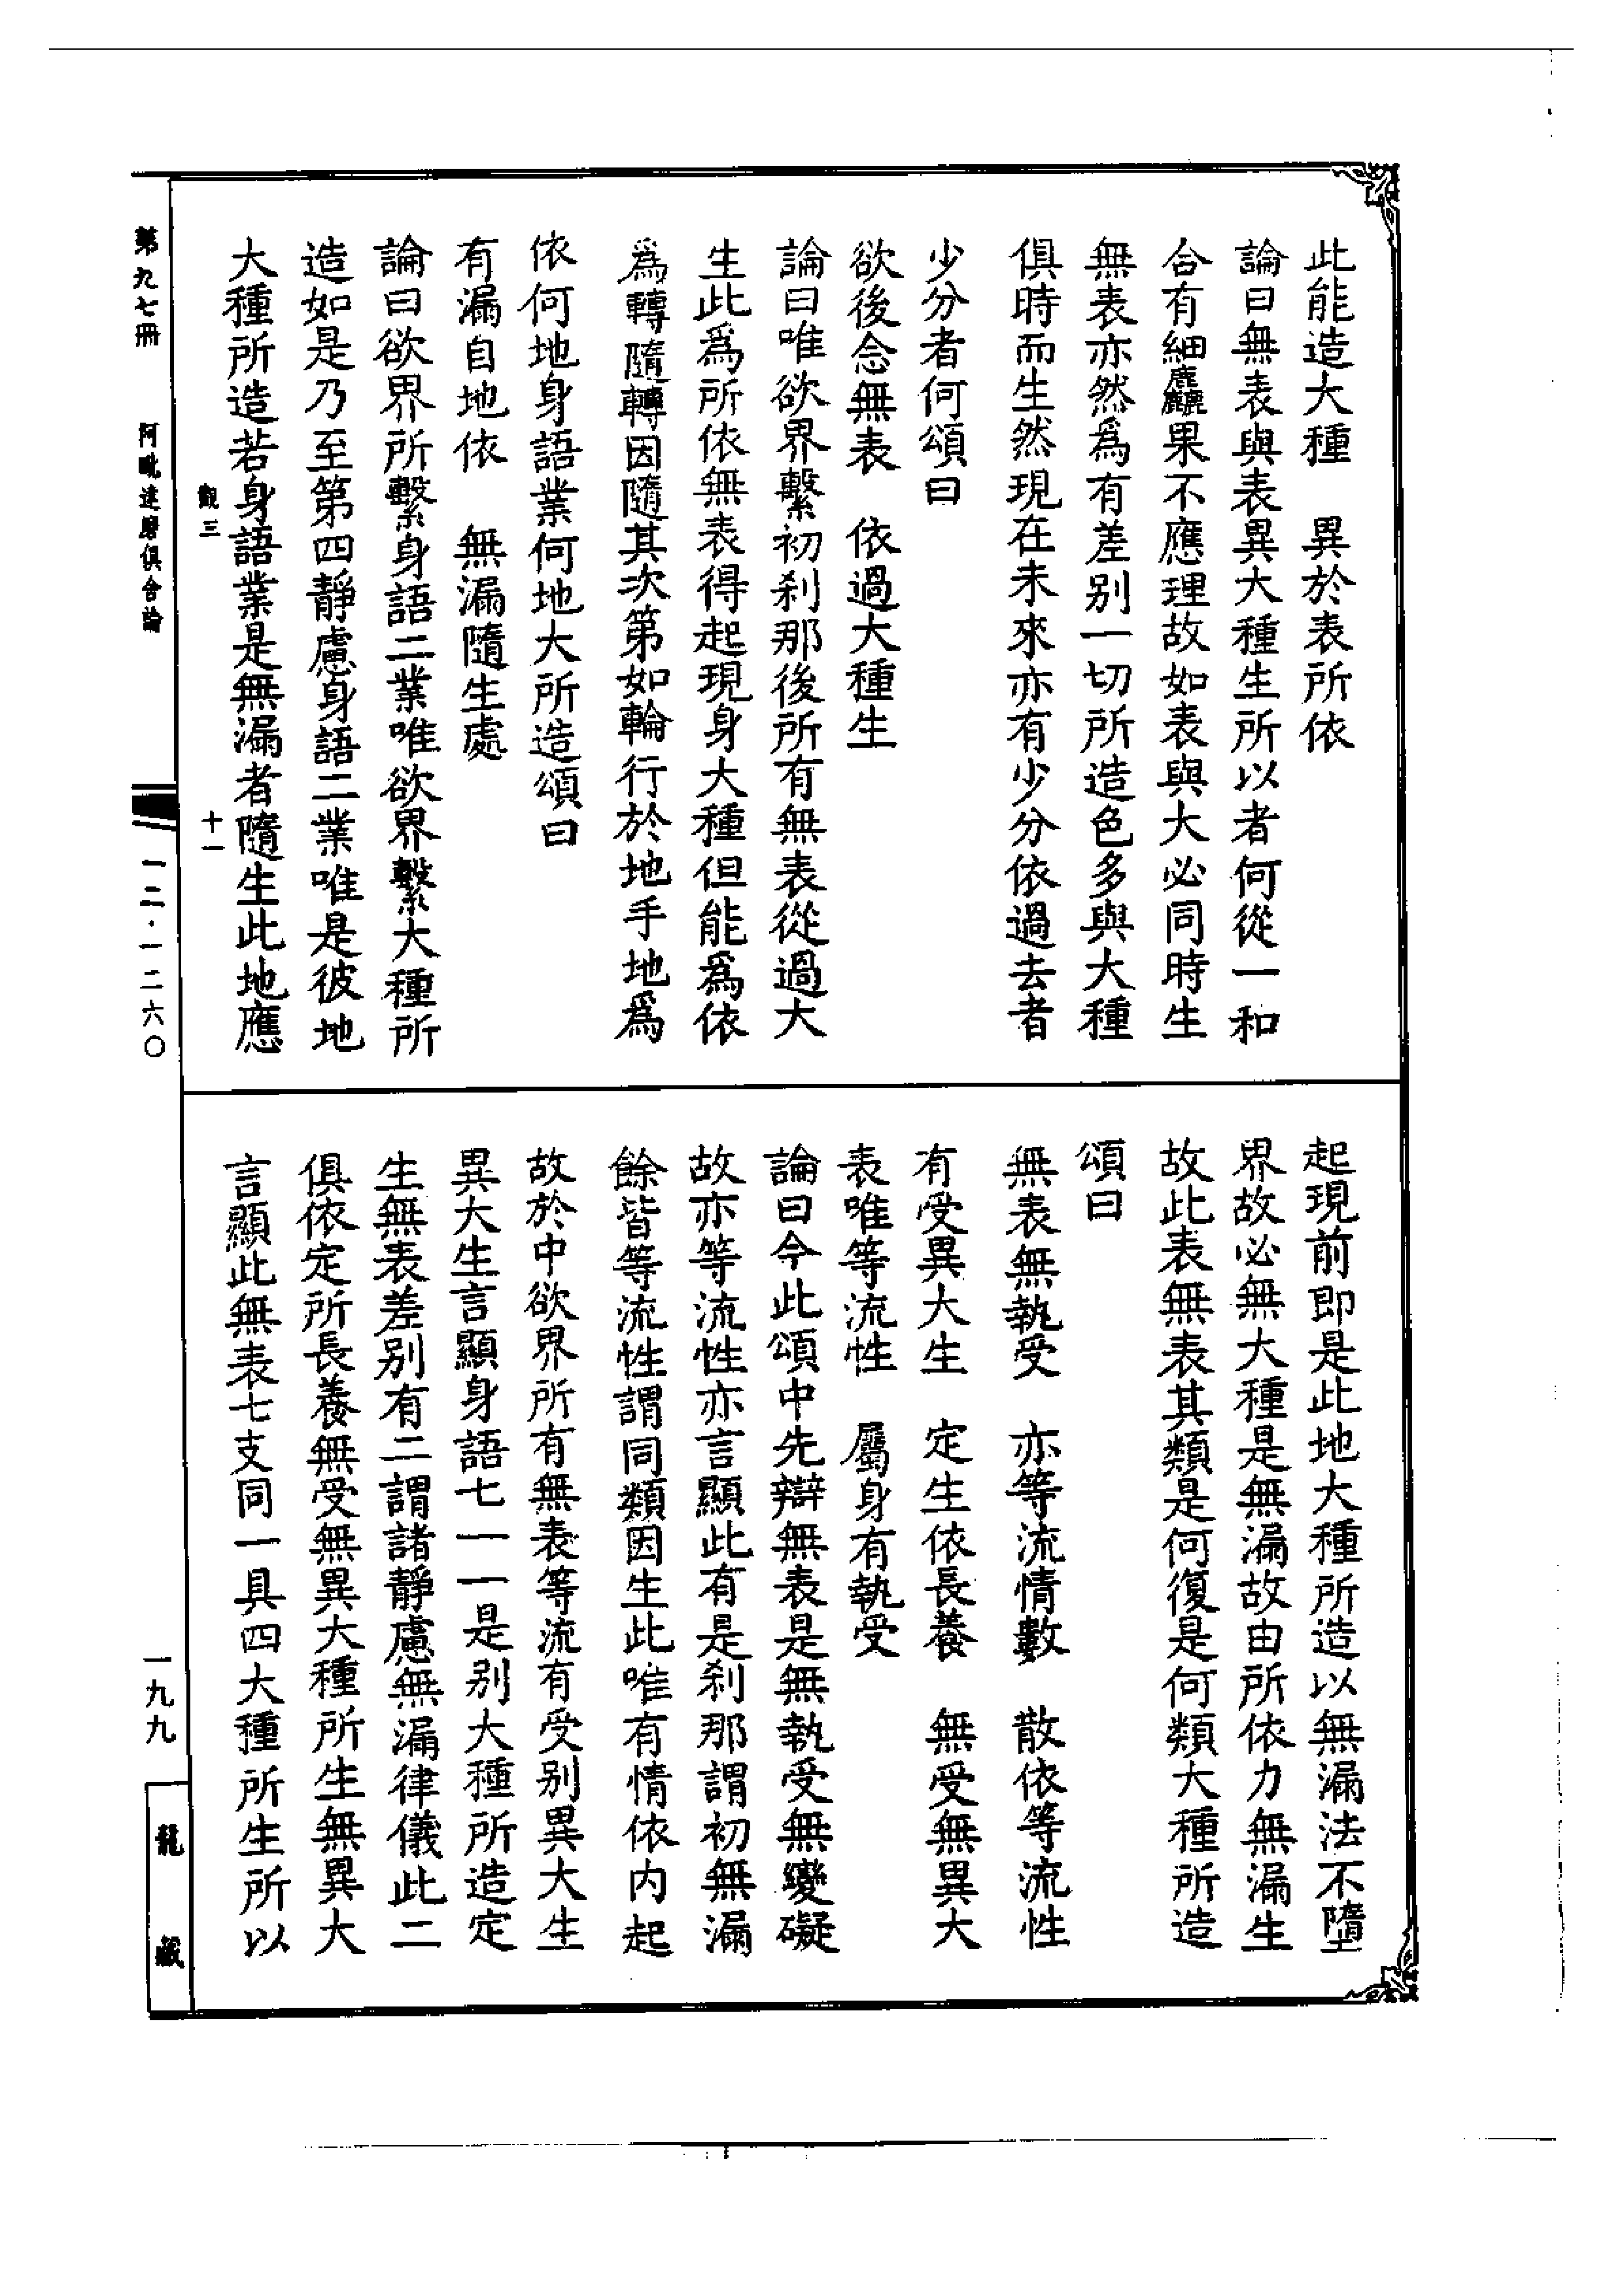 此能造大種　異於表所依
論曰無表與表異大種生所以者何從一和
合有細麤果不應理故如表與大必同時生
無表亦然爲有差别一切所造色多與大種
俱時而生然現在未來亦有少分依過去者
少分者何頌曰
欲後念無表　依過大種生
論曰唯欲界繫初刹那後所有無表從過大
生此爲所依無表得起現身大種但能爲依
爲轉隨轉因隨其次第如輪行於地手地爲
依何地身語業何地大所造頌曰
有漏自地依　無漏隨生處
論曰欲界所繫身語二業唯欲界繫大種所
造如是乃至第四靜慮身語二業唯是彼地
大種所造若身語業是無漏者隨生此地應
起現前即是此地大種所造以無漏法不墮
界故必無大種是無漏故由所依力無漏生
故此表無表其類是何復是何類大種所造
頌曰
無表無執受　亦等流情數　散依等流性
有受異大生　定生依長養　無受無異大
表唯等流性　屬身有執受
論曰今此頌中先辯無表是無執受無變礙
故亦等流性亦言顯此有是刹那謂初無漏
餘皆等流性謂同類因生此唯有情依内起
故於中欲界所有無表等流有受别異大生
異大生言顯身語七一一是别大種所造定
生無表差别有二謂諸靜慮無漏律儀此二
俱依定所長養無受無異大種所生無異大
言顯此無表七支同一具四大種所生所以
觀三　十一
第九七冊　阿毗達磨俱舍論　一二·一二六〇　一九九　龍藏